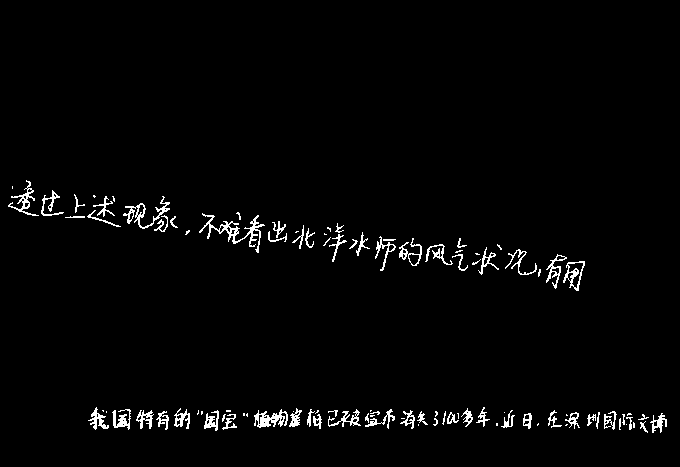 透过上述现象,不难看出北洋水师的风气状况,有用
我国特有的"国宝"植物崖柏已被宣布消失了100多年,近日,在深圳国际文博